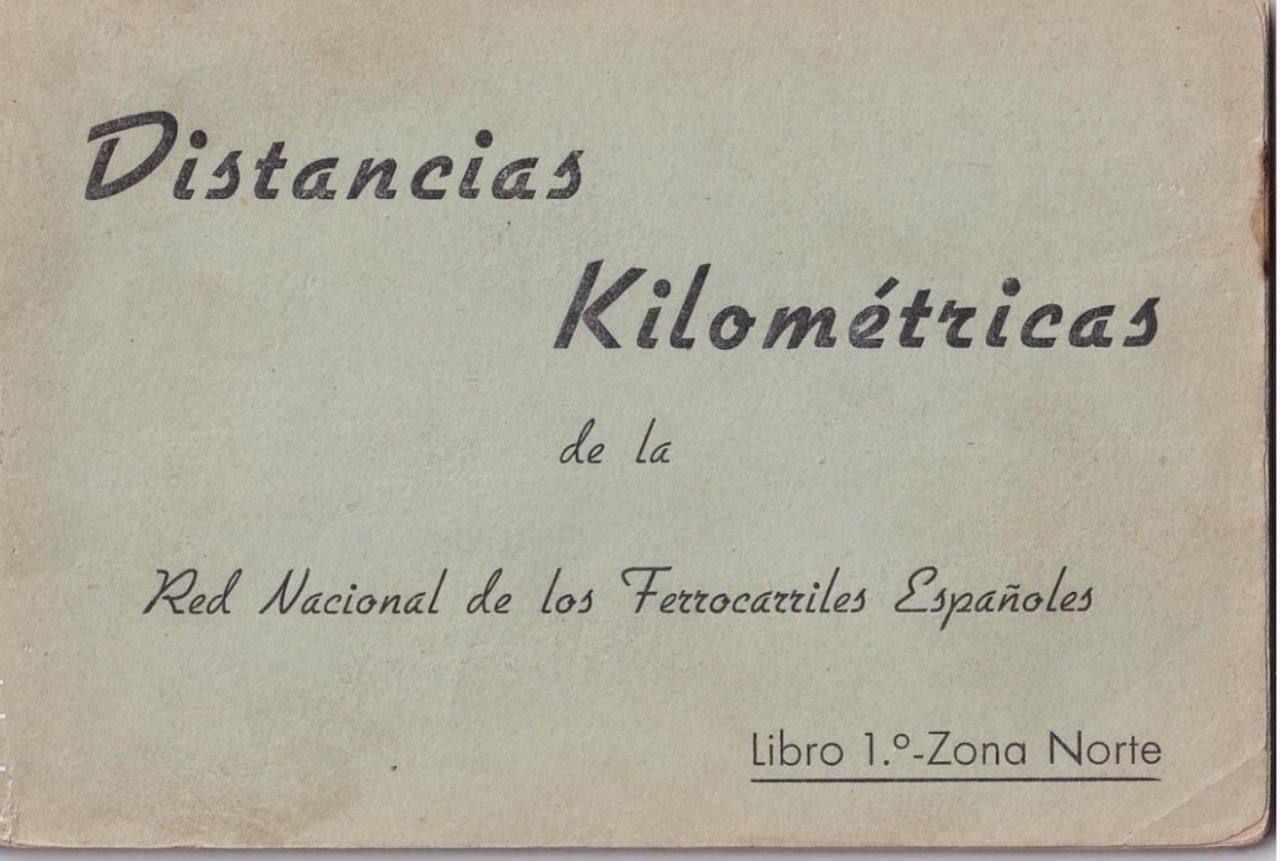 Distancias
Kilométricas
de la
Red Nacional de los Ferrocarriles Españoles
Libro 1.º-Zona Norte